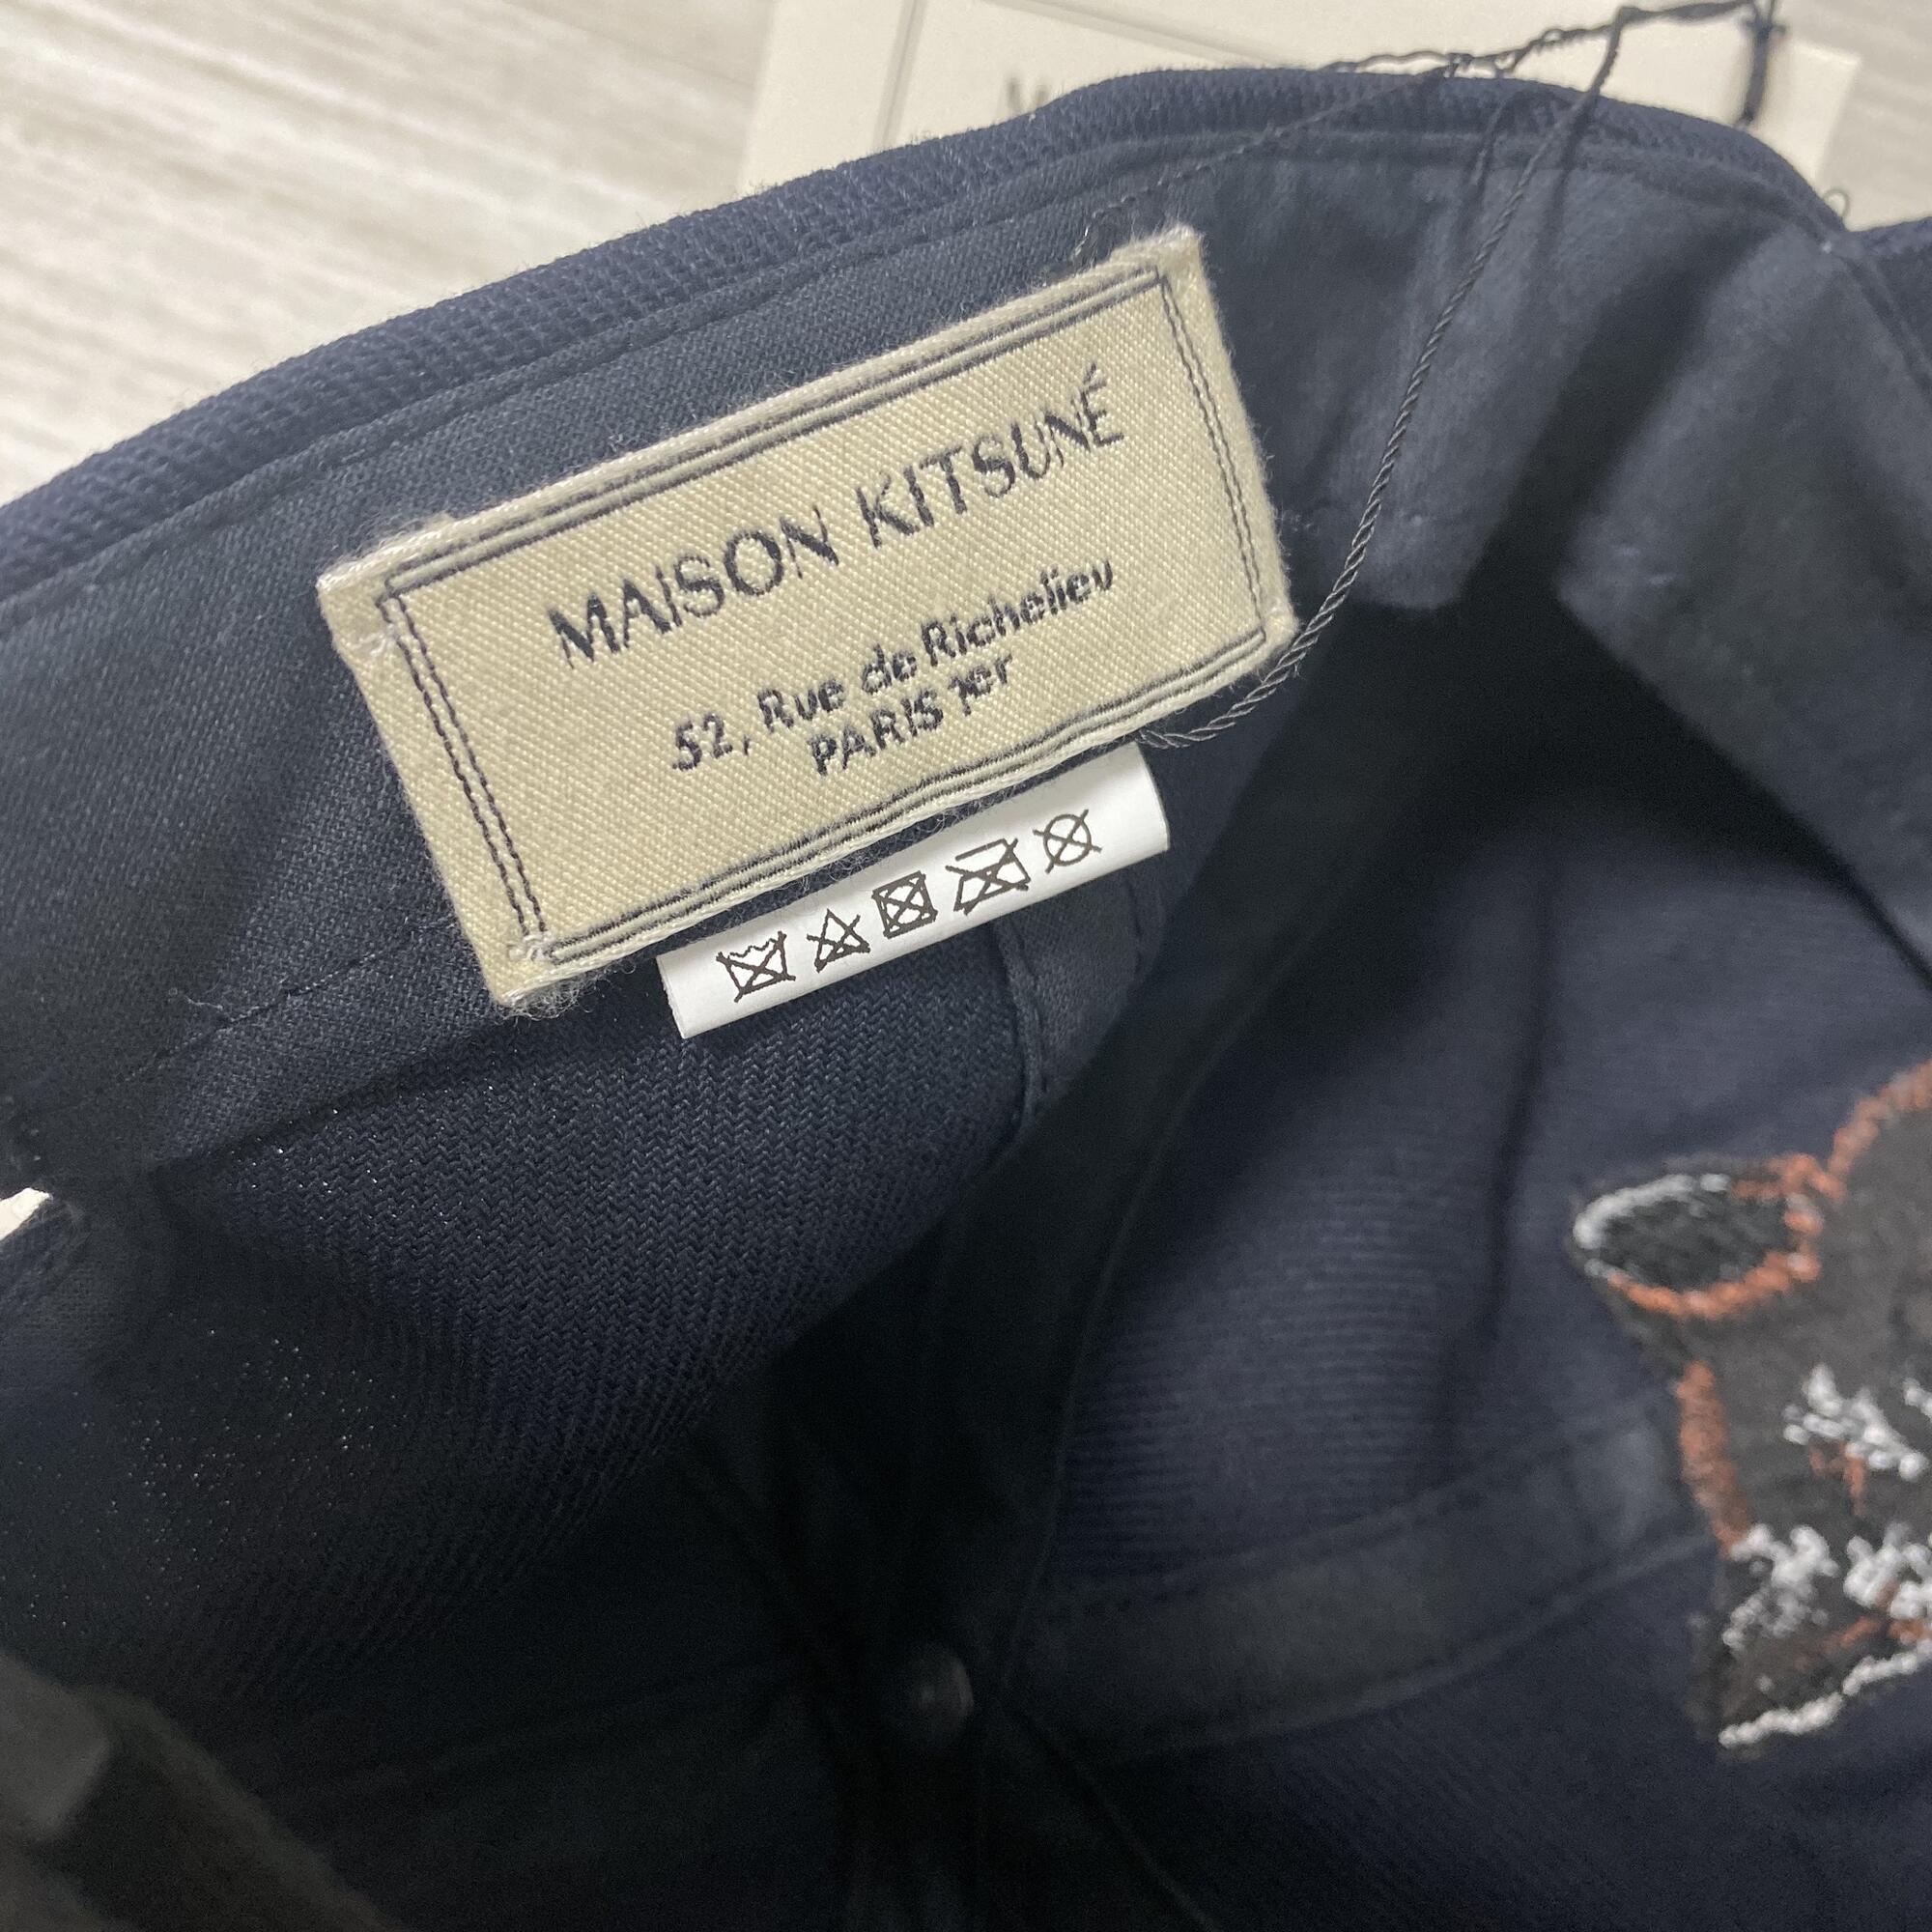 MAISON KITSUNÉ
52, Rue de Richelieu
PARIS 1er